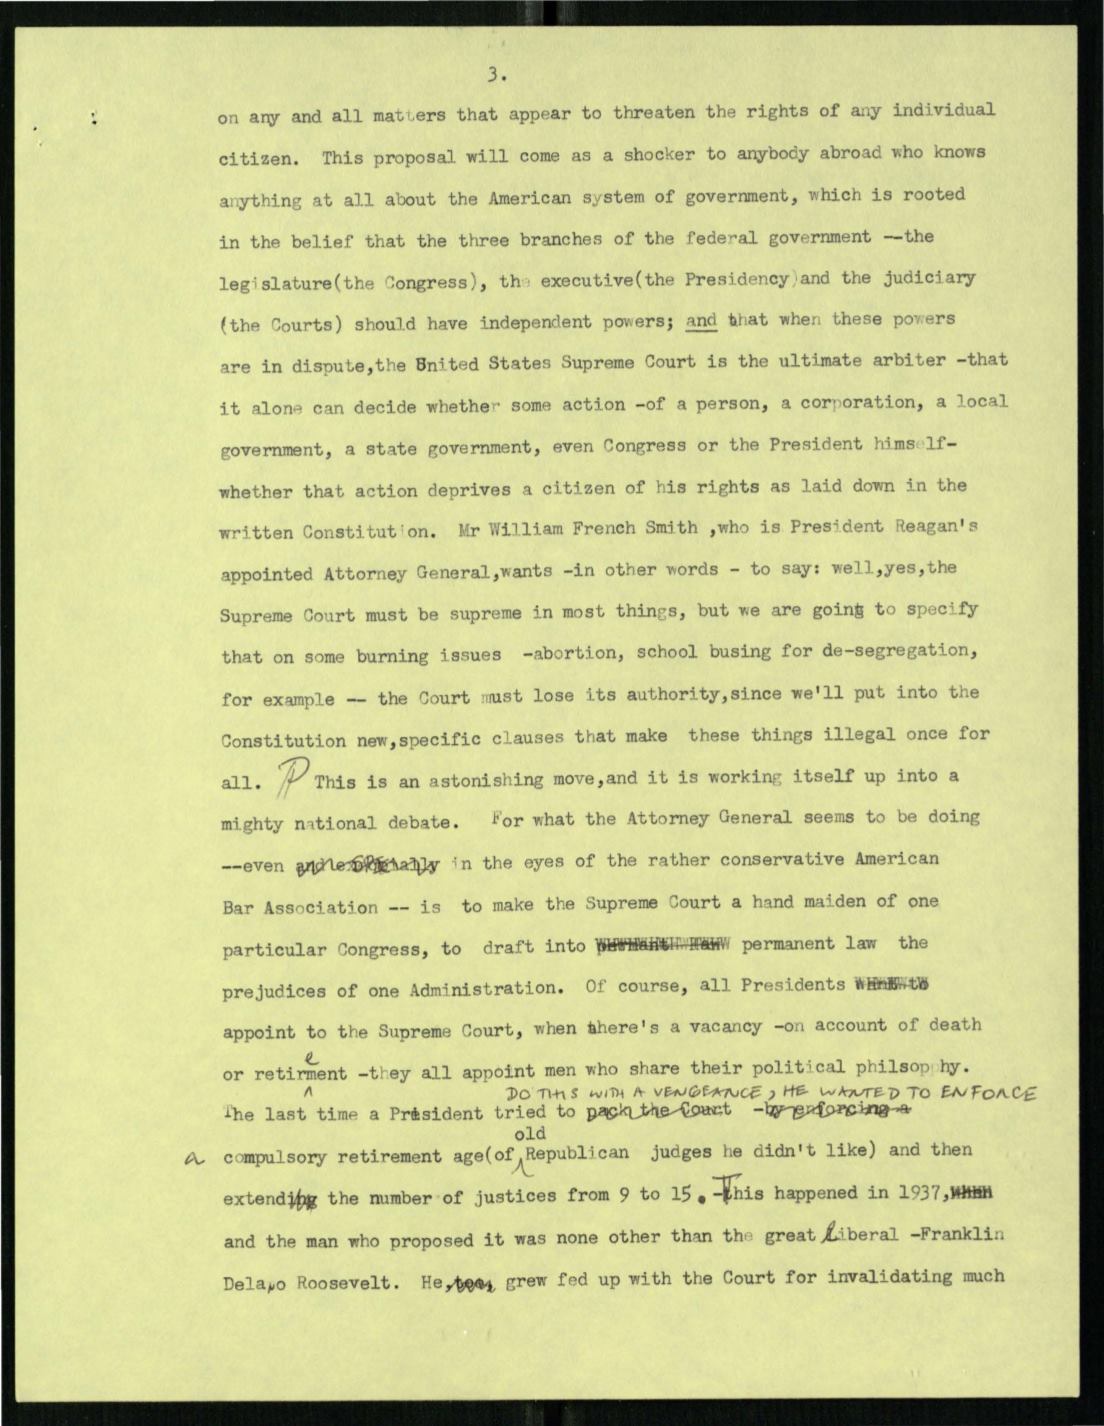 3.
on any and all matters that appear to threaten the rights of any individual
citizen. This proposal will come as a shocker to anybody abroad who knows
anything at all about the American system of government, which is rooted
in the belief that the three branches of the federal government --the
legislature(the Congress), the executive(the Presidency)and the judiciary
(the Courts) should have independent powers; and that when these powers
are in dispute,the United States Supreme Court is the ultimate arbiter -that
it alone can decide whether some action -of a person, a corporation, a local
government, a state government, even Congress or the President himself-
whether that action deprives a citizen of his rights as laid down in the
written Constitution. Mr William French Smith ,who is President Reagan's
appointed Attorney General,wants -in other words - to say: well,yes,the
Supreme Court must be supreme in most things, but we are going to specify
that on some burning issues -abortion, school busing for de-segregation,
for example -- the Court must lose its authority,since we'll put into the
Constitution new,specific clauses that make these things illegal once for
all. P This is an astonishing move,and it is working itself up into a
mighty national debate. For what the Attorney General seems to be doing
--even and especially in the eyes of the rather conservative American
Bar Association -- is to make the Supreme Court a hand maiden of one
particular Congress, to draft into permanent law the
prejudices of one Administration. Of course, all Presidents
appoint to the Supreme Court, when there's a vacancy -on account of death
e
or retirment -they all appoint men who share their political philsophy.
DO THIS WITH A VENGEANCE, HE WANTED TO ENFORCE
The last time a President tried to pack the Court -by enforcing a
old
a compulsory retirement age(of Republican judges he didn't like) and then
extending the number of justices from 9 to 15. -This happened in 1937,when
and the man who proposed it was none other than the great liberal -Franklin
Delano Roosevelt. He,too, grew fed up with the Court for invalidating much